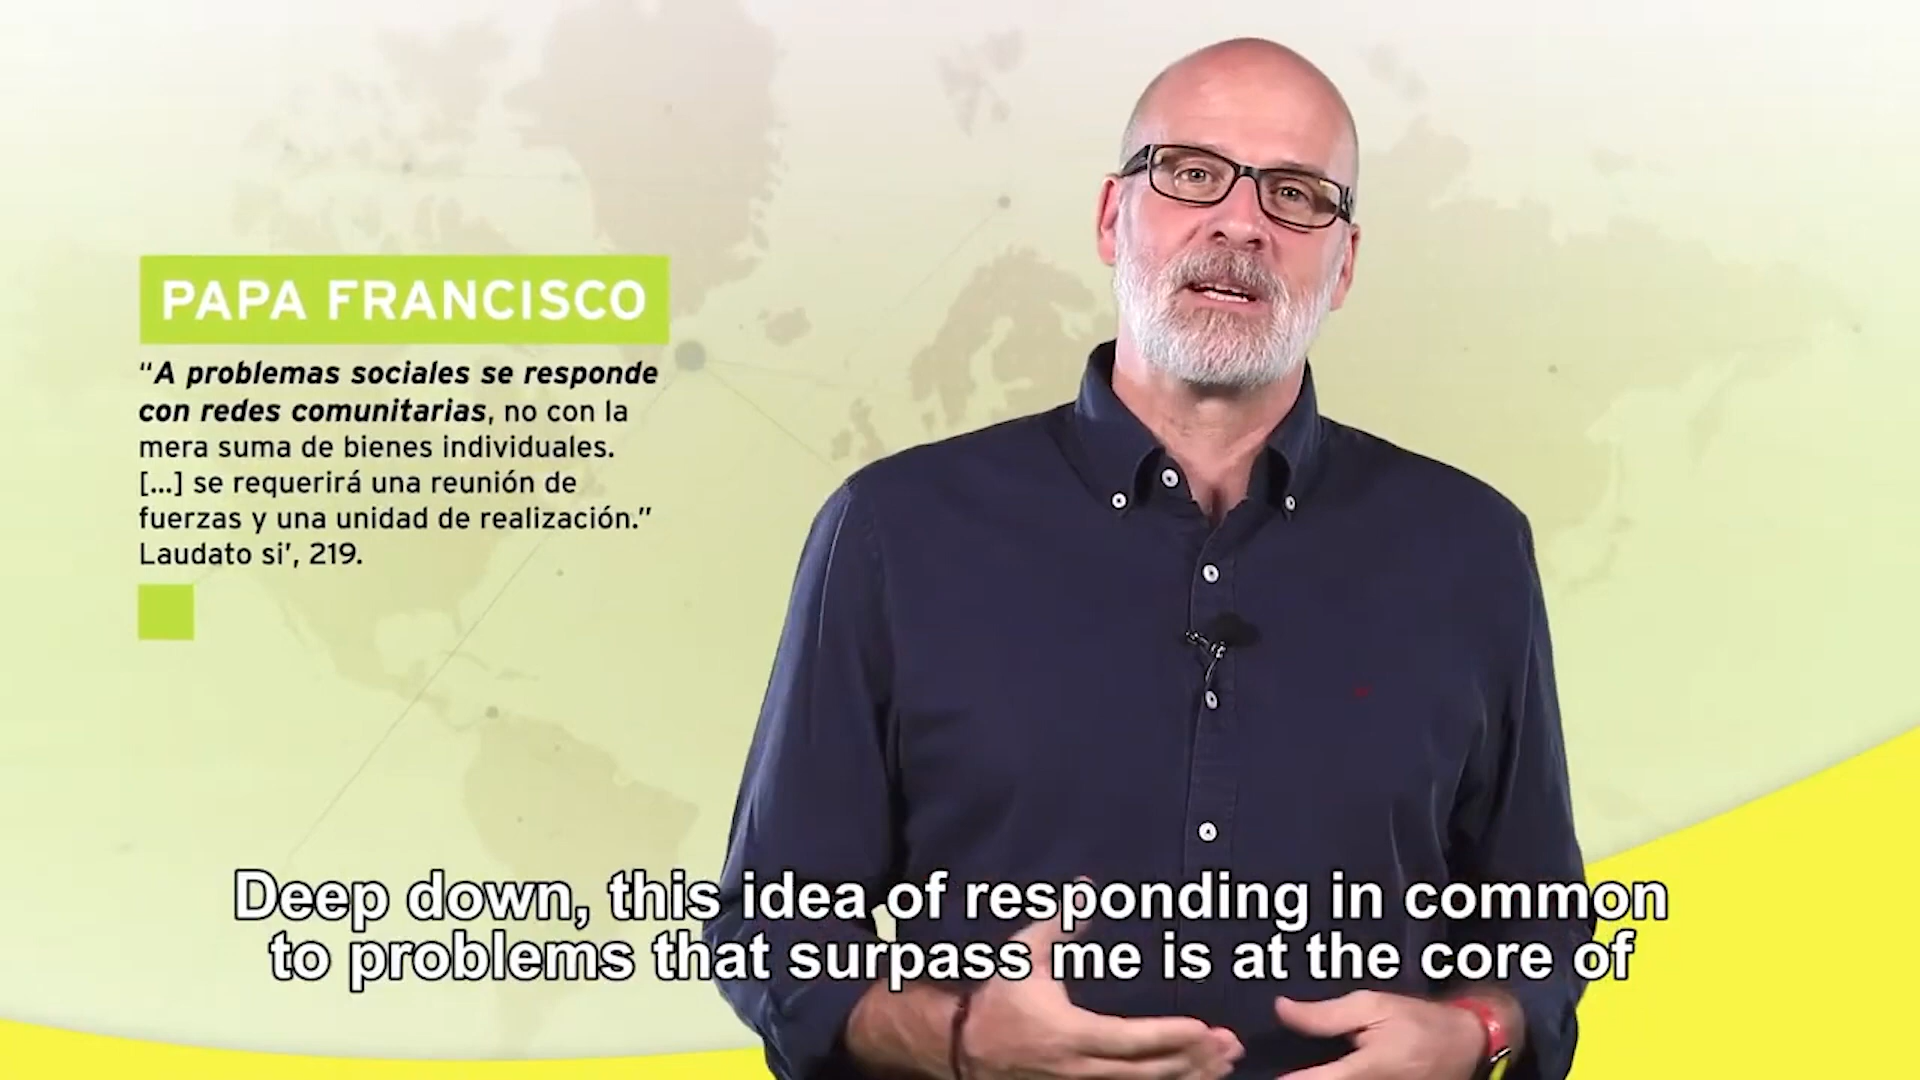 PAPA FRANCISCO
“A problemas sociales se responde
con redes comunitarias, no con la
mera suma de bienes individuales.
[...] se requerirá una reunión de
fuerzas y una unidad de realización.”
Laudato si’, 219.
Deep down, this idea of responding in common
to problems that surpass me is at the core of